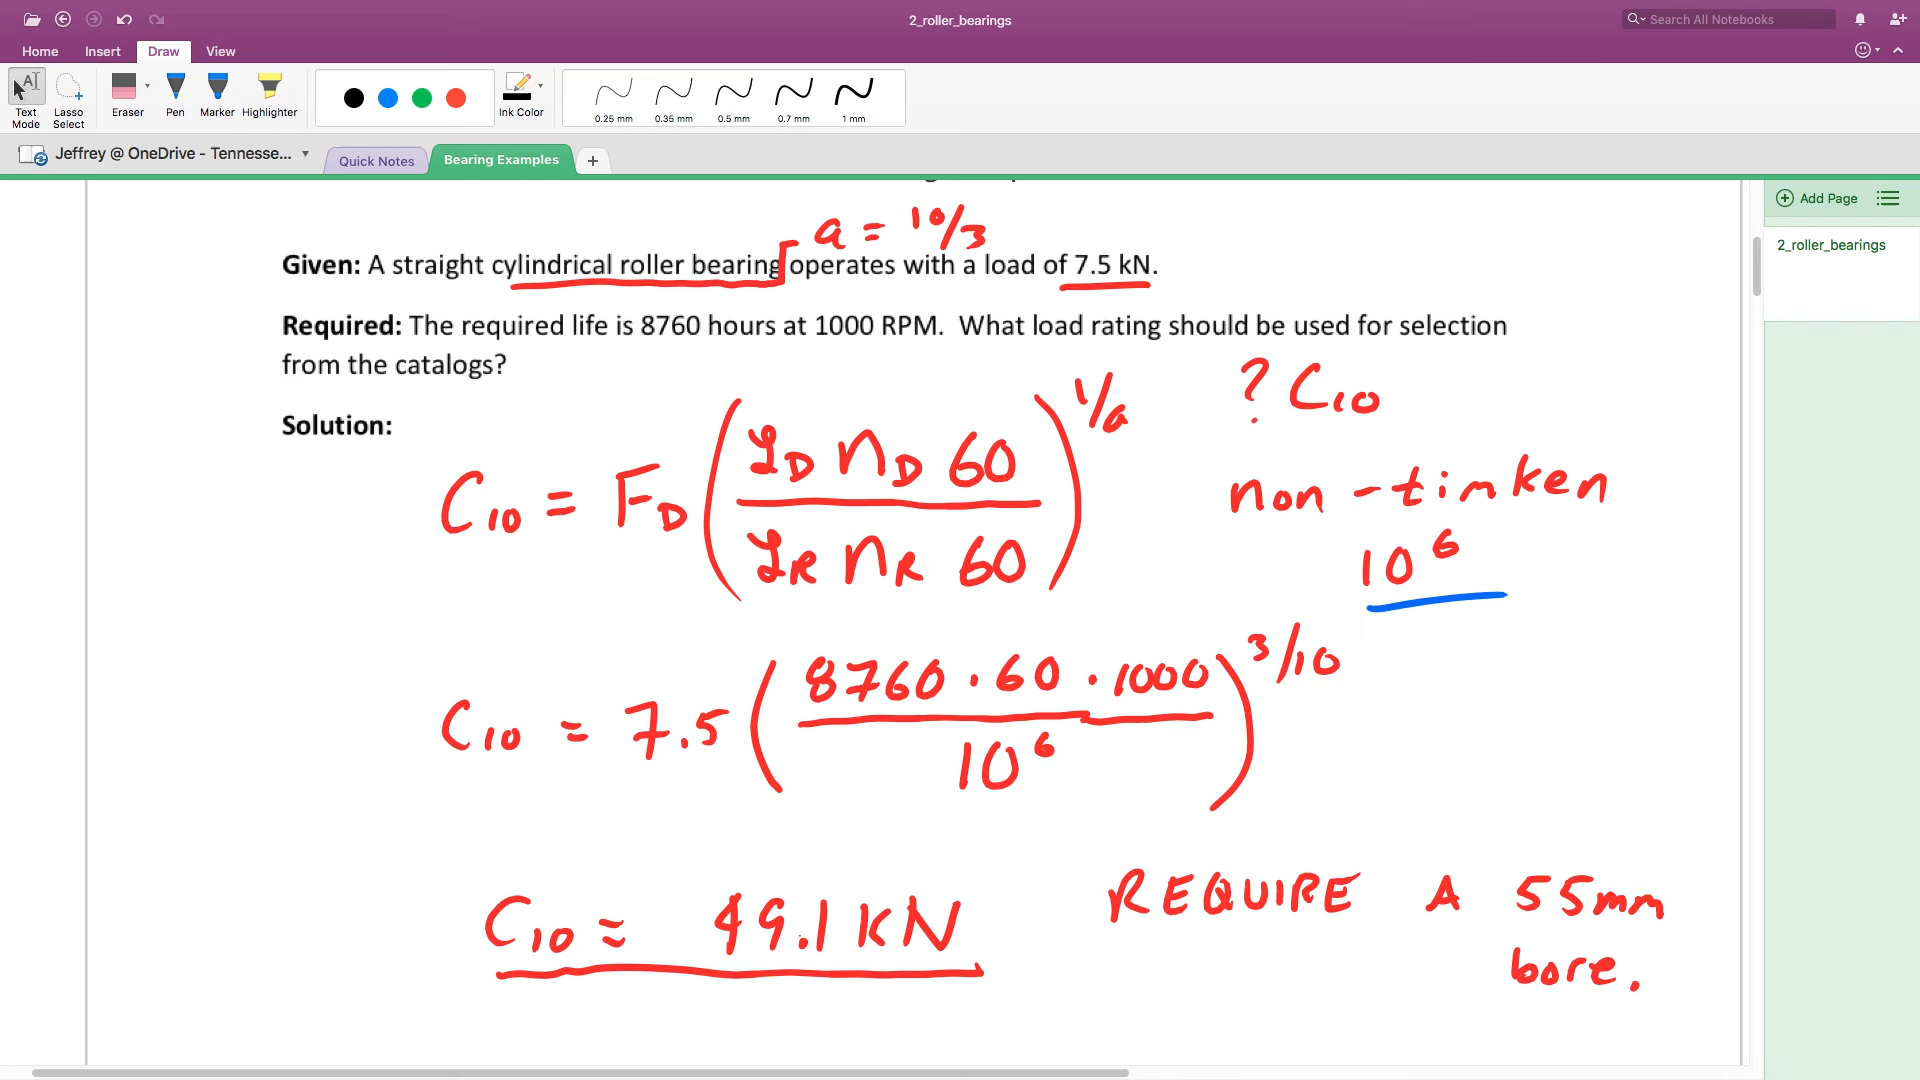 2_roller_bearings
Search All Notebooks
Home Insert Draw View
Text Mode
Lasso Select
Eraser
Pen
Marker
Highlighter
Ink Color
0.25 mm 0.35 mm 0.5 mm 0.7 mm 1 mm
Jeffrey @ OneDrive - Tennesse...
Quick Notes
Bearing Examples
+
Add Page
2_roller_bearings
a = 10/3
Given: A straight cylindrical roller bearing operates with a load of 7.5 kN.
Required: The required life is 8760 hours at 1000 RPM. What load rating should be used for selection
from the catalogs?
? C10
Solution:
C10 = FD (ℒD nD 60 / ℒR nR 60)^1/a
non-timken
10^6
C10 = 7.5 (8760 · 60 · 1000 / 10^6)^3/10
C10 = 49.1 KN
REQUIRE A 55mm
bore.